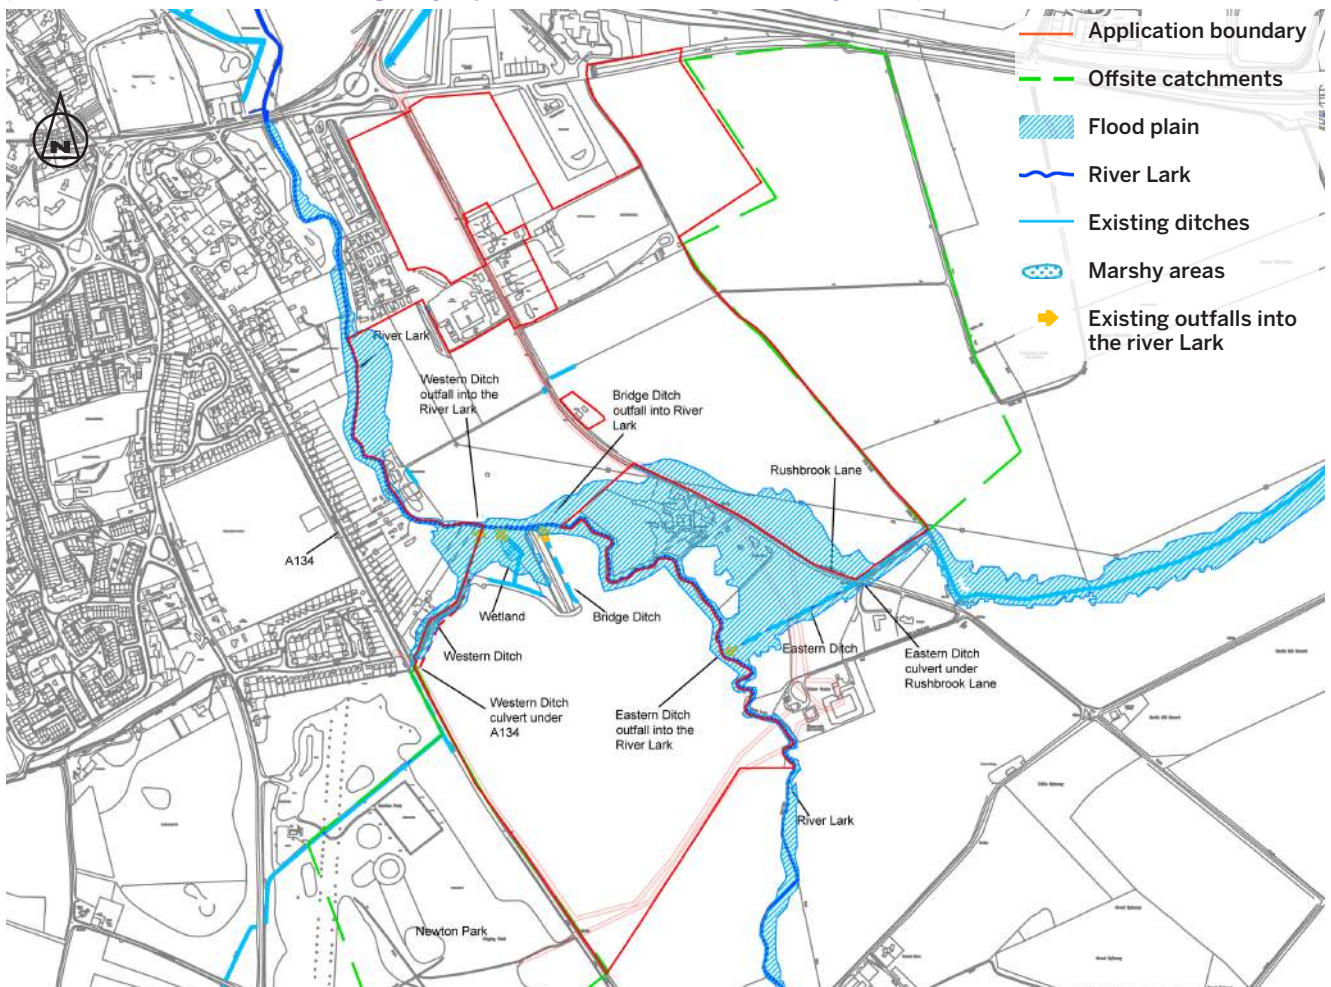 Application boundary
Offsite catchments
Flood plain
River Lark
Existing ditches
Marshy areas
Existing outfalls into
the river Lark
N
River Lark
Western Ditch
outfall into the
River Lark
Bridge Ditch
outfall into River
Lark
Rushbrook Lane
A134
Wetland
Bridge Ditch
Western Ditch
Eastern Ditch
Eastern Ditch
culvert under
Rushbrook Lane
Western Ditch
culvert under
A134
Eastern Ditch
outfall into the
River Lark
River Lark
Newton Park